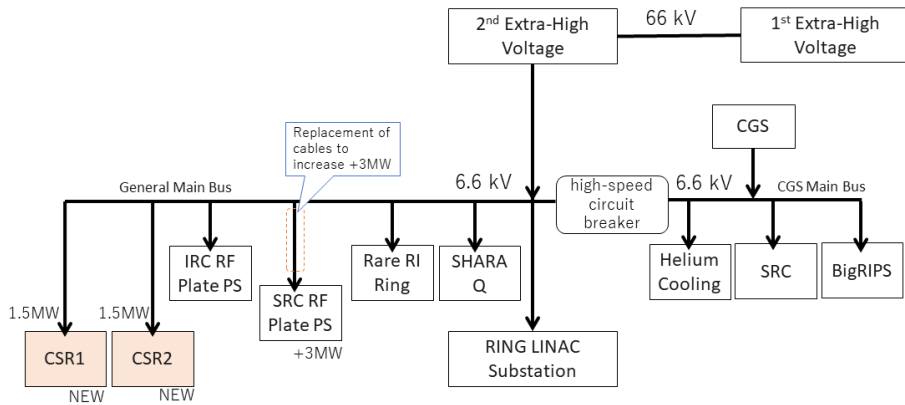 2nd Extra-High
Voltage
66 kV
1st Extra-High
Voltage
Replacement of
cables to
increase +3MW
CGS
General Main Bus
6.6 kV
high-speed
circuit
breaker
6.6 kV
CGS Main Bus
IRC RF
Plate PS
Rare RI
Ring
SHARA
Q
Helium
Cooling
SRC
BigRIPS
SRC RF
Plate PS
+3MW
1.5MW
CSR1
NEW
1.5MW
CSR2
NEW
RING LINAC
Substation